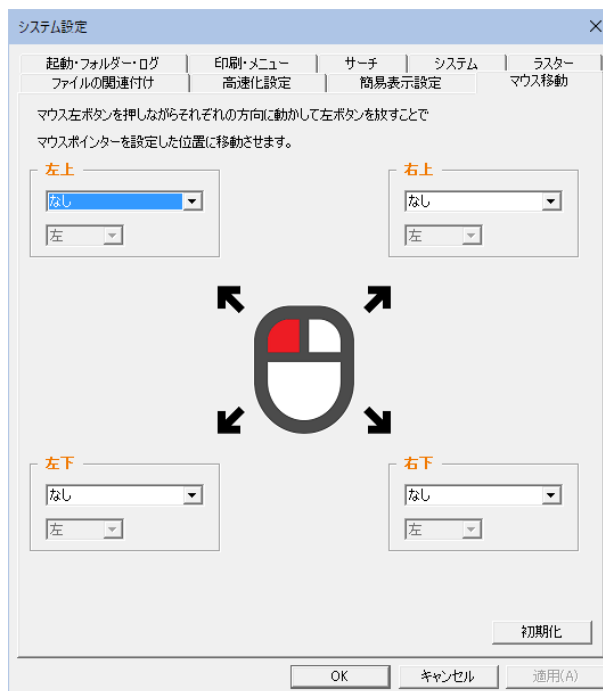 システム設定
起動・フォルダー・ログ 印刷・メニュー サーチ システム ラスター
ファイルの関連付け 高速化設定 簡易表示設定 マウス移動
マウス左ボタンを押しながらそれぞれの方向に動かして左ボタンを放すことで
マウスポインターを設定した位置に移動させます。
左上 右上
なし なし
左 左
左下 右下
なし なし
左 左
初期化
OK キャンセル 適用(A)